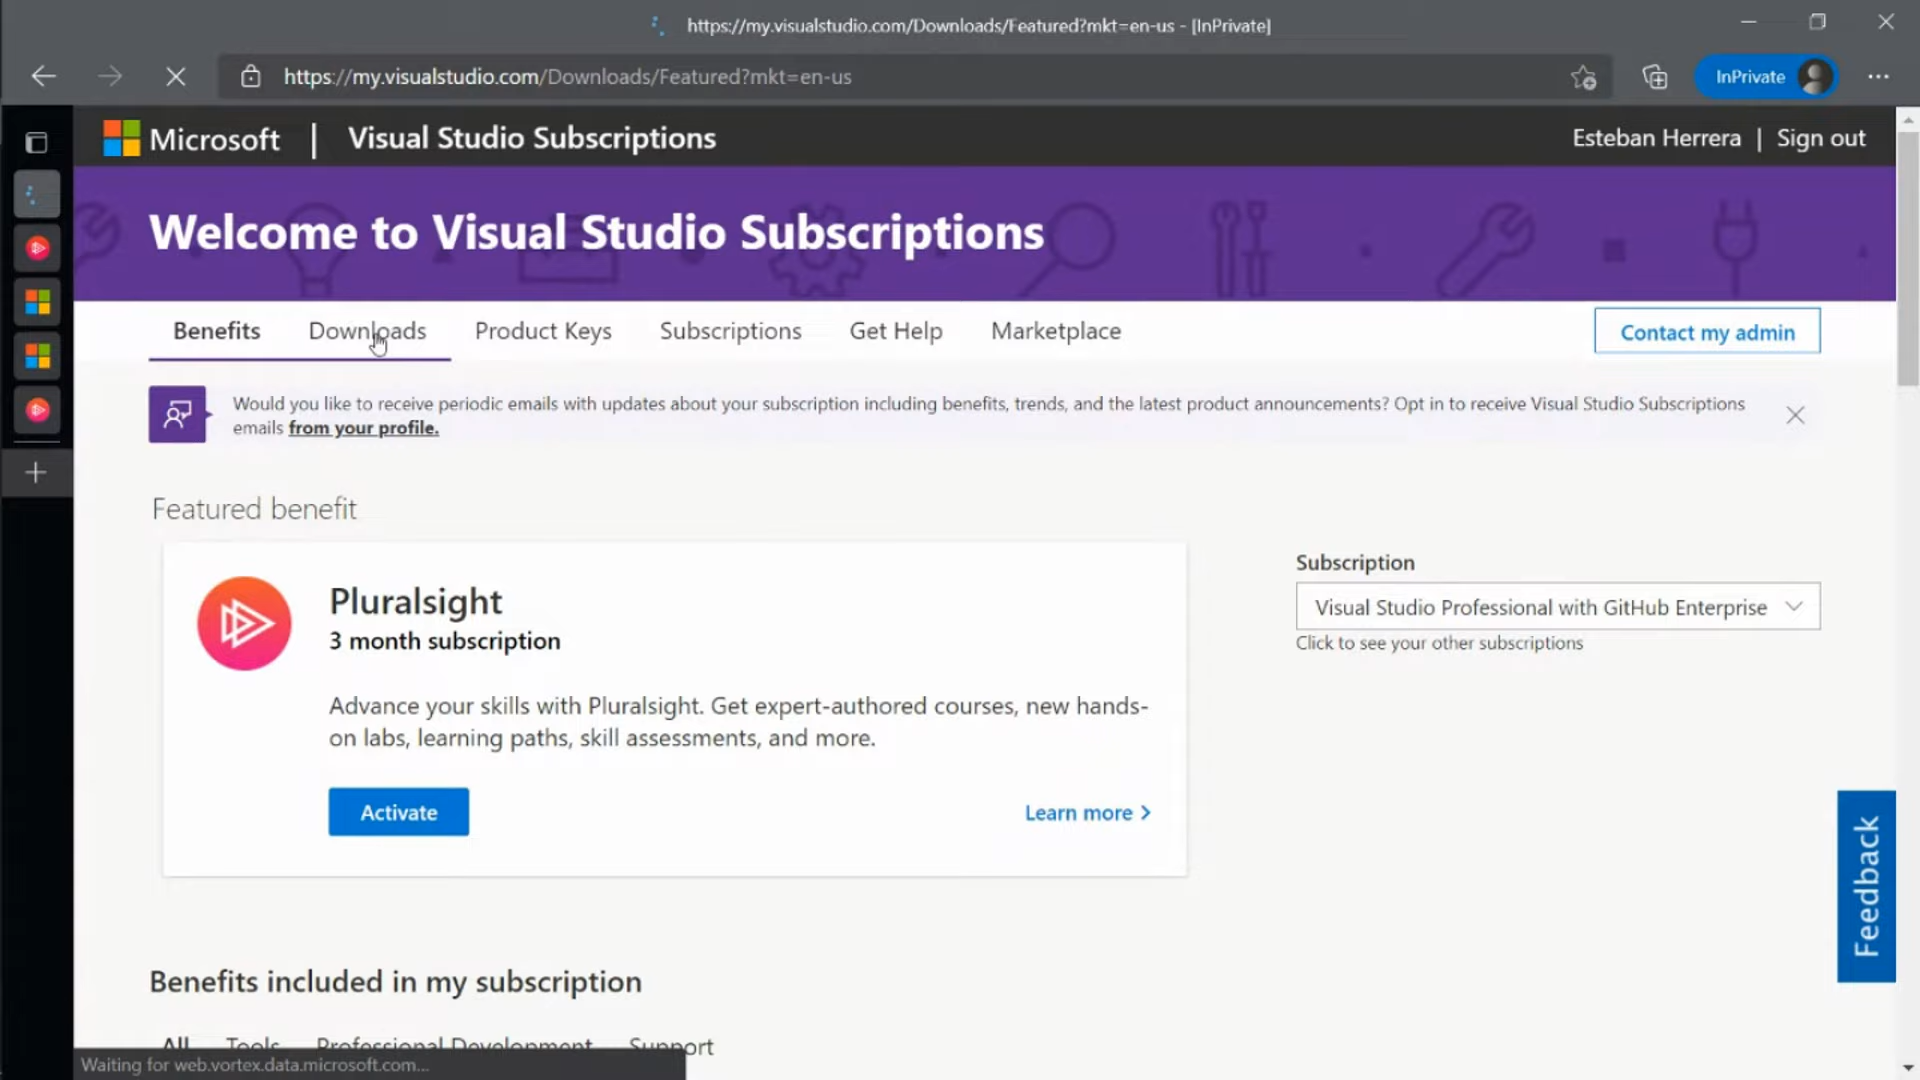 https://my.visualstudio.com/Downloads/Featured?mkt=en-us - [InPrivate]
https://my.visualstudio.com/Downloads/Featured?mkt=en-us
InPrivate
Microsoft | Visual Studio Subscriptions
Esteban Herrera | Sign out
Welcome to Visual Studio Subscriptions
Benefits Downloads Product Keys Subscriptions Get Help Marketplace
Contact my admin
Would you like to receive periodic emails with updates about your subscription including benefits, trends, and the latest product announcements? Opt in to receive Visual Studio Subscriptions
emails from your profile.
Featured benefit
Pluralsight
3 month subscription
Advance your skills with Pluralsight. Get expert-authored courses, new hands-
on labs, learning paths, skill assessments, and more.
Activate
Learn more
Subscription
Visual Studio Professional with GitHub Enterprise
Click to see your other subscriptions
Feedback
Benefits included in my subscription
All Tools Professional Development Support
Waiting for web.vortex.data.microsoft.com...